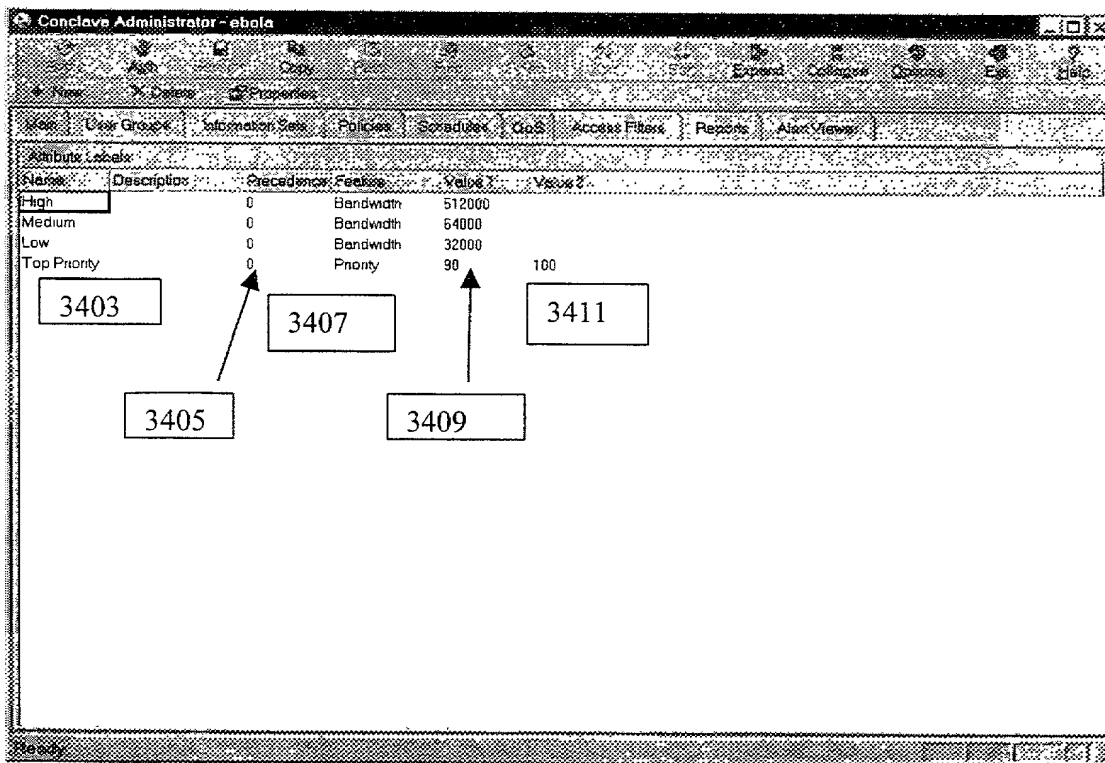 Conclave Administrator - ebola
Copy Expand Collapse Options Exit Help
New Delete Properties
Main User Groups Information Sets Policies Schedules QoS Access Filters Reports Alert Viewer
Attribute Labels
Name Description Precedence Feature Value 1 Value 2
High 0 Bandwidth 512000
Medium 0 Bandwidth 64000
Low 0 Bandwidth 32000
Top Priority 0 Priority 90 100
3403
3407
3411
3405
3409
Ready